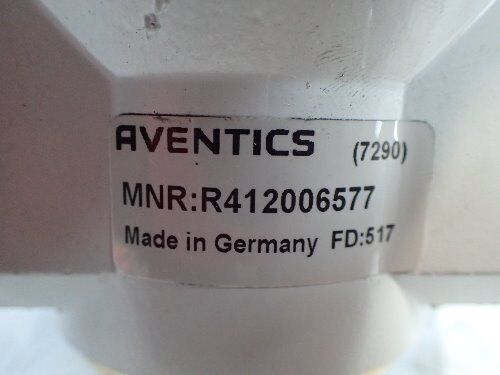 AVENTICS (7290)
MNR:R412006577
Made in Germany FD:517